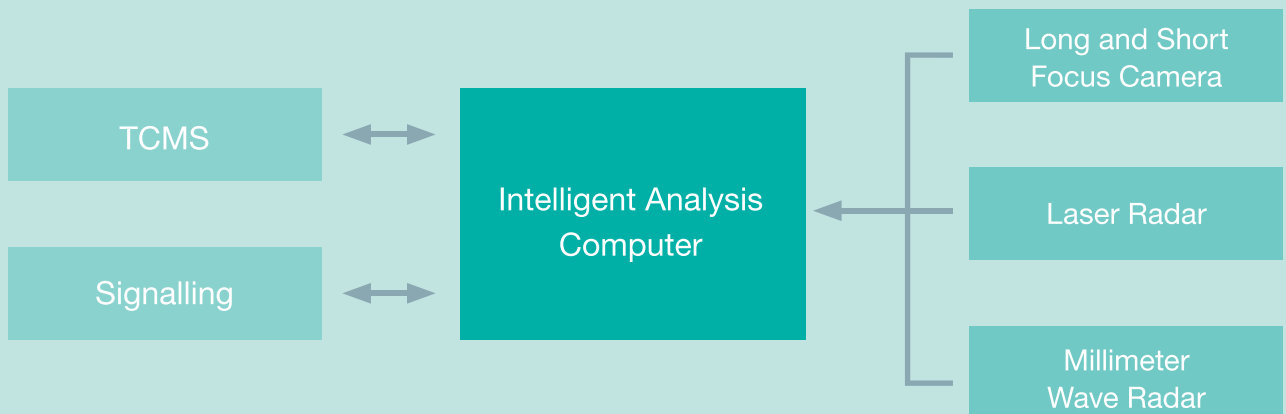 TCMS
Signalling
Intelligent Analysis
Computer
Long and Short
Focus Camera
Laser Radar
Millimeter
Wave Radar